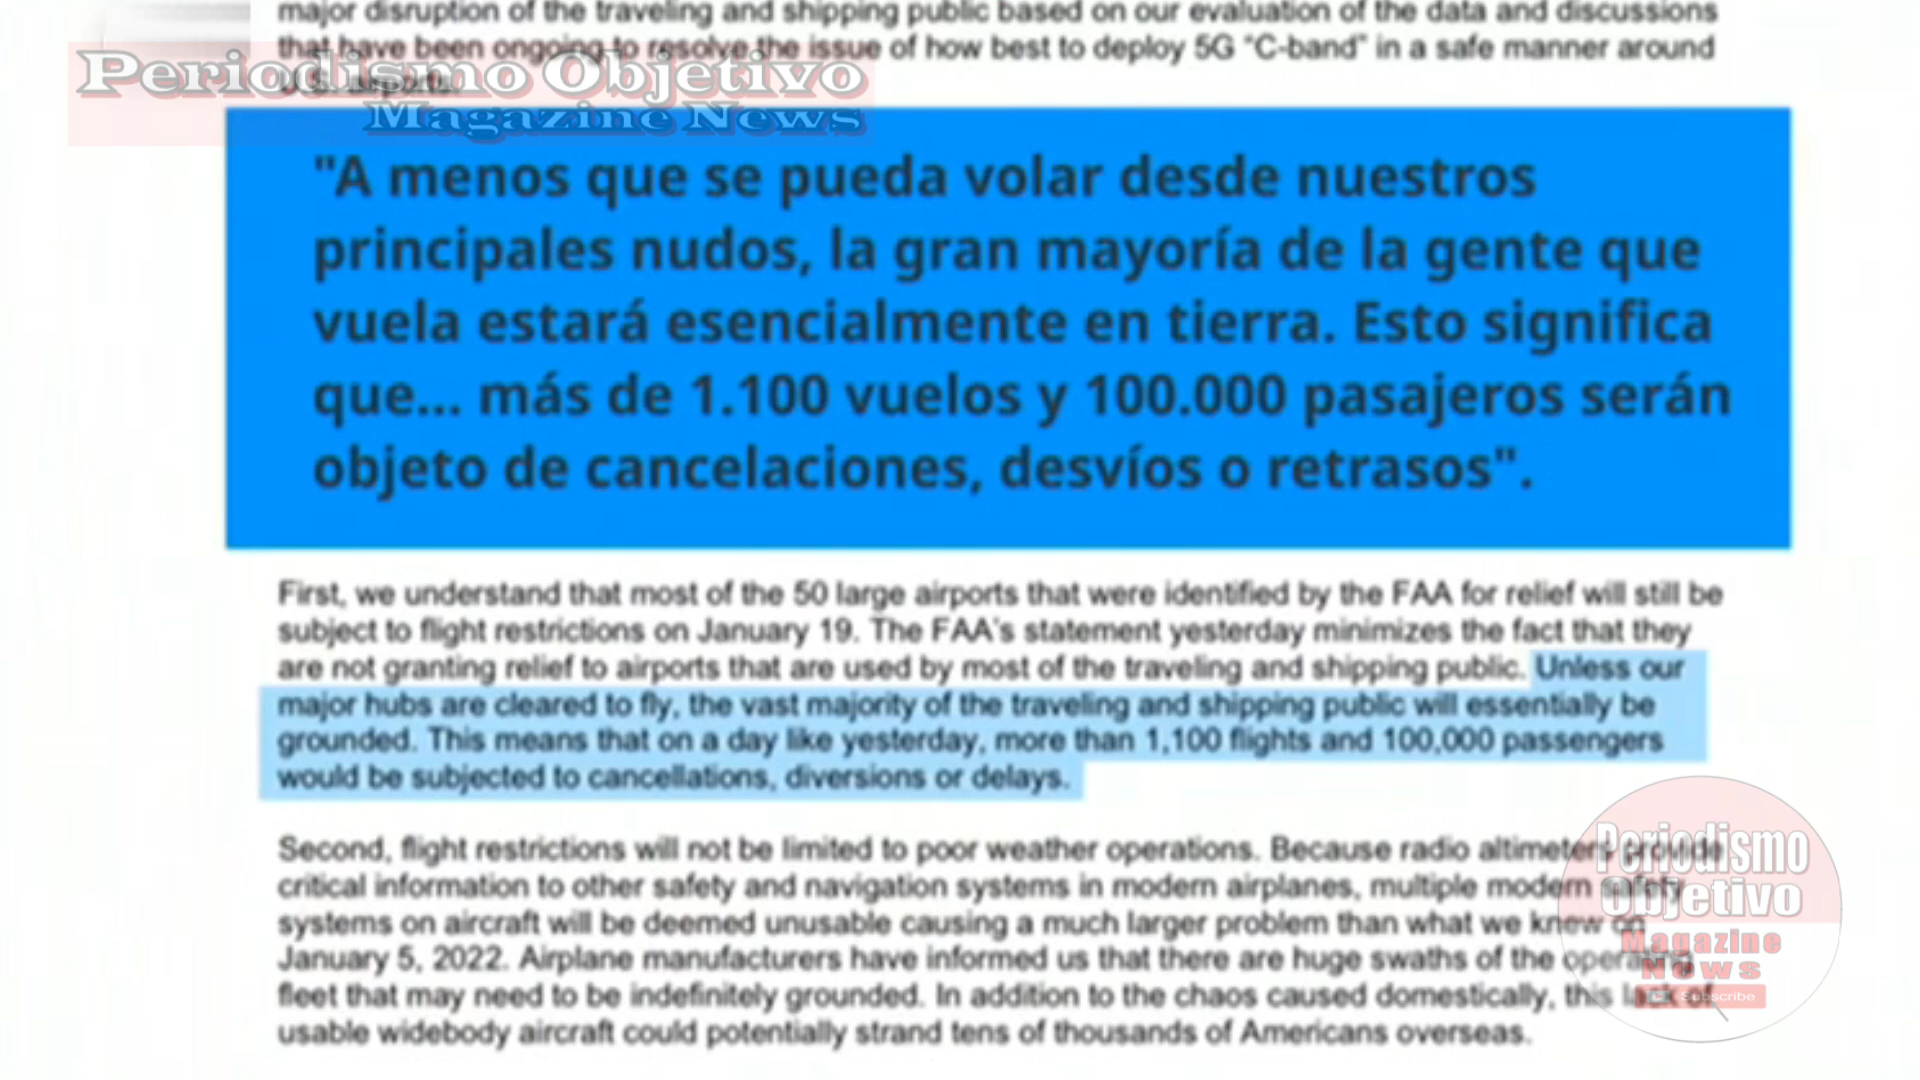 major disruption of the traveling and shipping public based on our evaluation of the data and discussions
that have been ongoing to resolve the issue of how best to deploy 5G "C-band" in a safe manner around
U.S. airports.
Periodismo Objetivo
Magazine News
"A menos que se pueda volar desde nuestros
principales nudos, la gran mayoría de la gente que
vuela estará esencialmente en tierra. Esto significa
que... más de 1.100 vuelos y 100.000 pasajeros serán
objeto de cancelaciones, desvíos o retrasos".
First, we understand that most of the 50 large airports that were identified by the FAA for relief will still be
subject to flight restrictions on January 19. The FAA's statement yesterday minimizes the fact that they
are not granting relief to airports that are used by most of the traveling and shipping public. Unless our
major hubs are cleared to fly, the vast majority of the traveling and shipping public will essentially be
grounded. This means that on a day like yesterday, more than 1,100 flights and 100,000 passengers
would be subjected to cancellations, diversions or delays.
Second, flight restrictions will not be limited to poor weather operations. Because radio altimeters provide
critical information to other safety and navigation systems in modern airplanes, multiple modern safety
systems on aircraft will be deemed unusable causing a much larger problem than what we knew on
January 5, 2022. Airplane manufacturers have informed us that there are huge swaths of the operating
fleet that may need to be indefinitely grounded. In addition to the chaos caused domestically, this lack of
usable widebody aircraft could potentially strand tens of thousands of Americans overseas.
Periodismo
Objetivo
Magazine
News
Subscribe